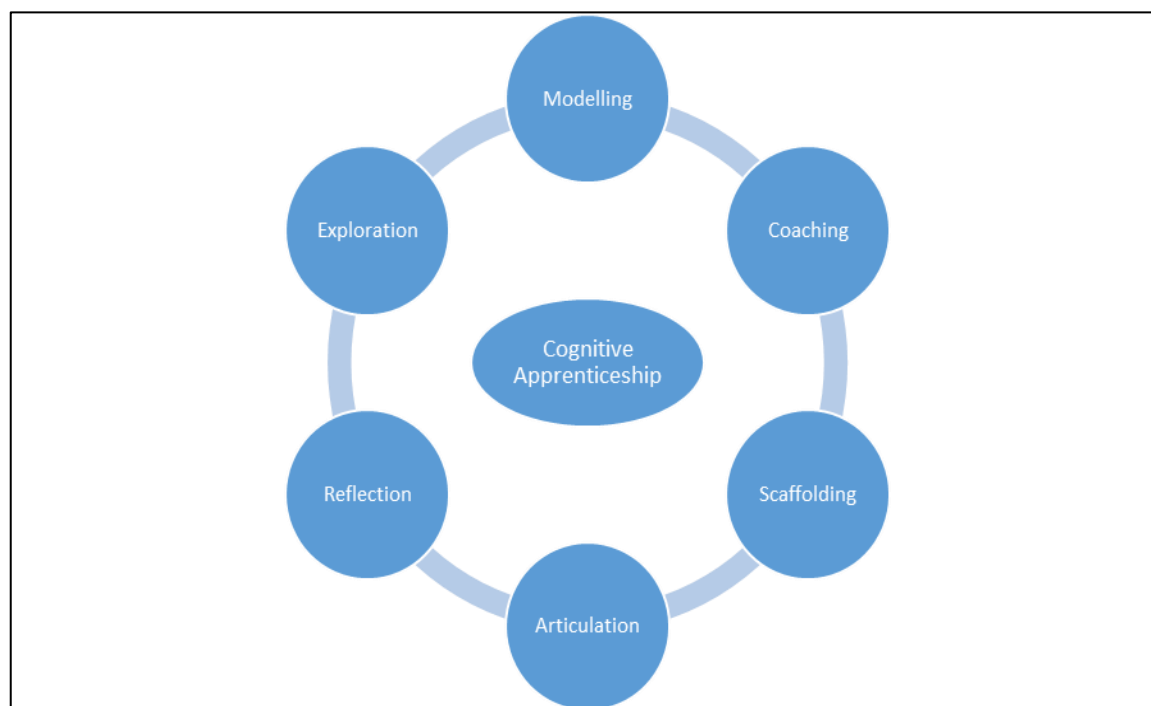 Modelling
Coaching
Scaffolding
Articulation
Reflection
Exploration
Cognitive
Apprenticeship